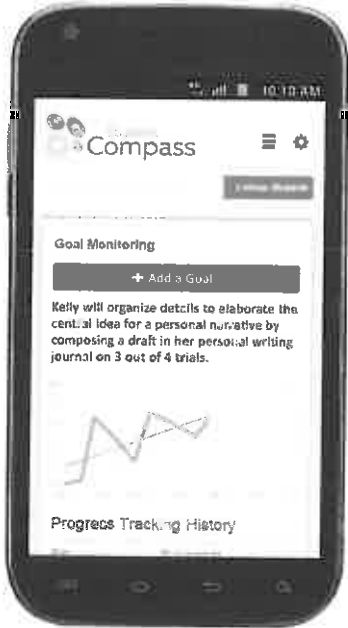 10:10 AM
Compass
Goal Monitoring
+ Add a Goal
Kelly will organize details to elaborate the
central idea for a personal narrative by
composing a draft in her personal writing
journal on 3 out of 4 trials.
Progress Tracking History